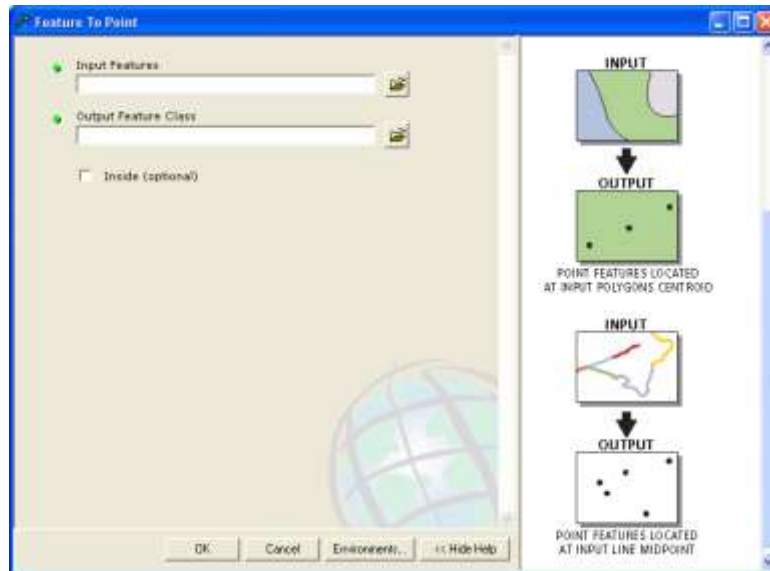 Feature To Point
Input Features
Output Feature Class
Inside (optional)
OK
Cancel
Environments...
<< Hide Help
INPUT
OUTPUT
POINT FEATURES LOCATED
AT INPUT POLYGONS CENTROID
INPUT
OUTPUT
POINT FEATURES LOCATED
AT INPUT LINE MIDPOINT